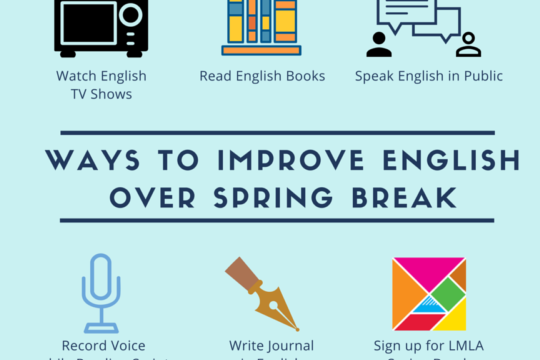 Watch English
TV Shows
Read English Books
Speak English in Public
WAYS TO IMPROVE ENGLISH
OVER SPRING BREAK
Record Voice
Write Journal
Sign up for LMLA